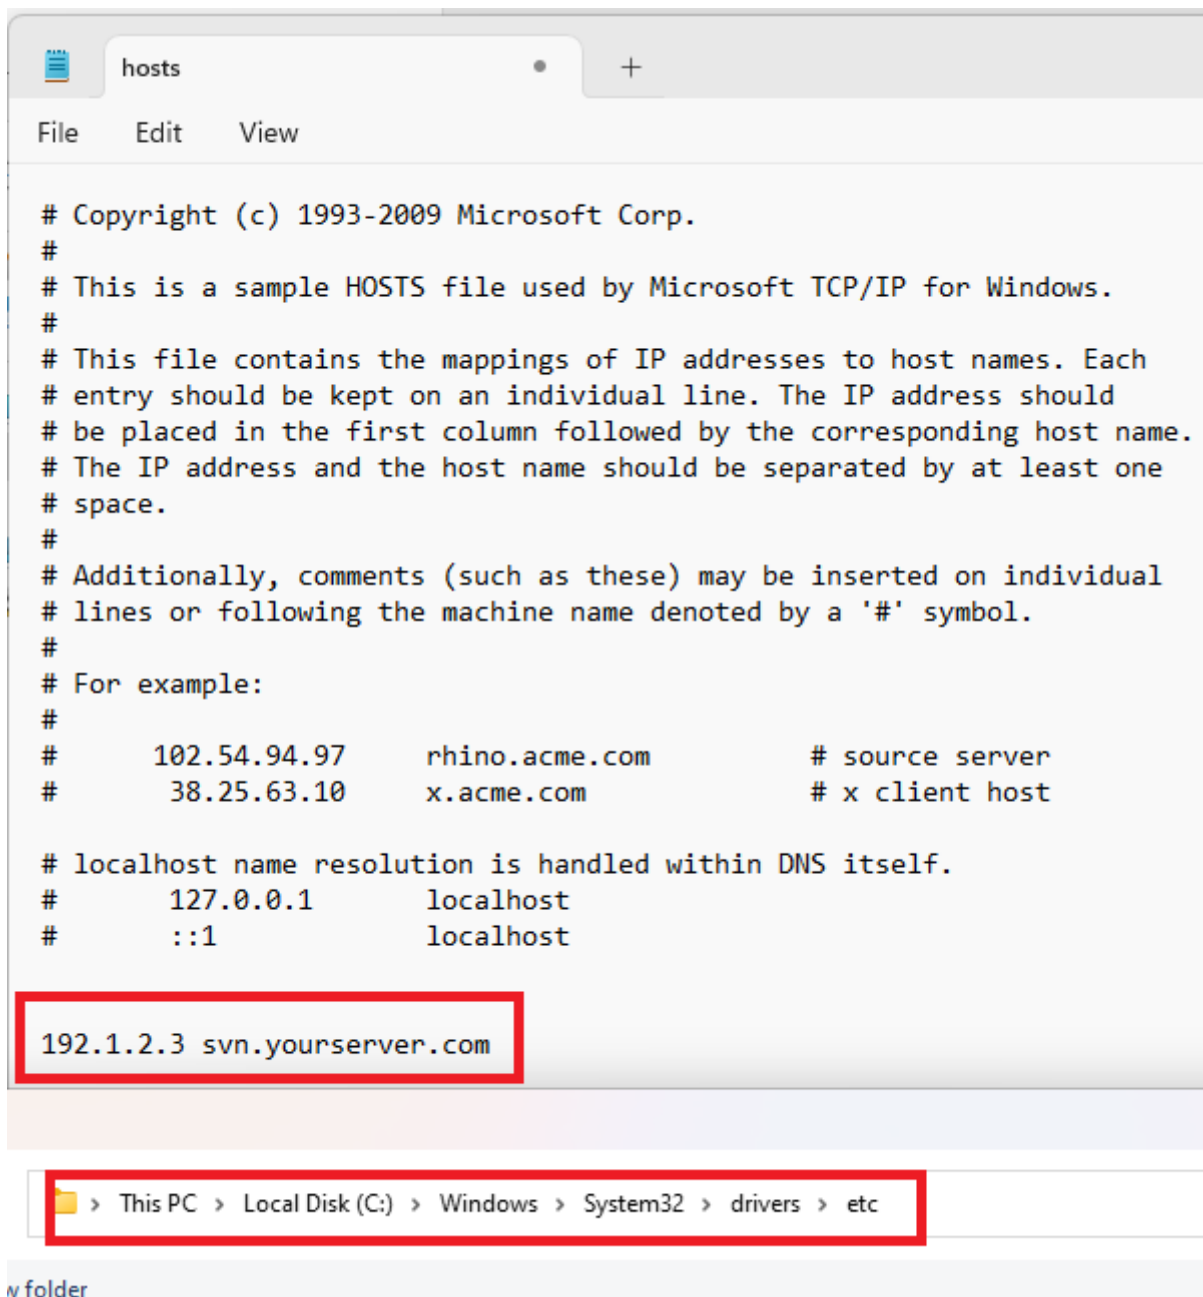 hosts
File Edit View
# Copyright (c) 1993-2009 Microsoft Corp.
#
# This is a sample HOSTS file used by Microsoft TCP/IP for Windows.
#
# This file contains the mappings of IP addresses to host names. Each
# entry should be kept on an individual line. The IP address should
# be placed in the first column followed by the corresponding host name.
# The IP address and the host name should be separated by at least one
# space.
#
# Additionally, comments (such as these) may be inserted on individual
# lines or following the machine name denoted by a '#' symbol.
#
# For example:
#
#      102.54.94.97     rhino.acme.com          # source server
#       38.25.63.10     x.acme.com              # x client host

# localhost name resolution is handled within DNS itself.
#       127.0.0.1       localhost
#       ::1             localhost

192.1.2.3 svn.yourserver.com
> This PC > Local Disk (C:) > Windows > System32 > drivers > etc
w folder